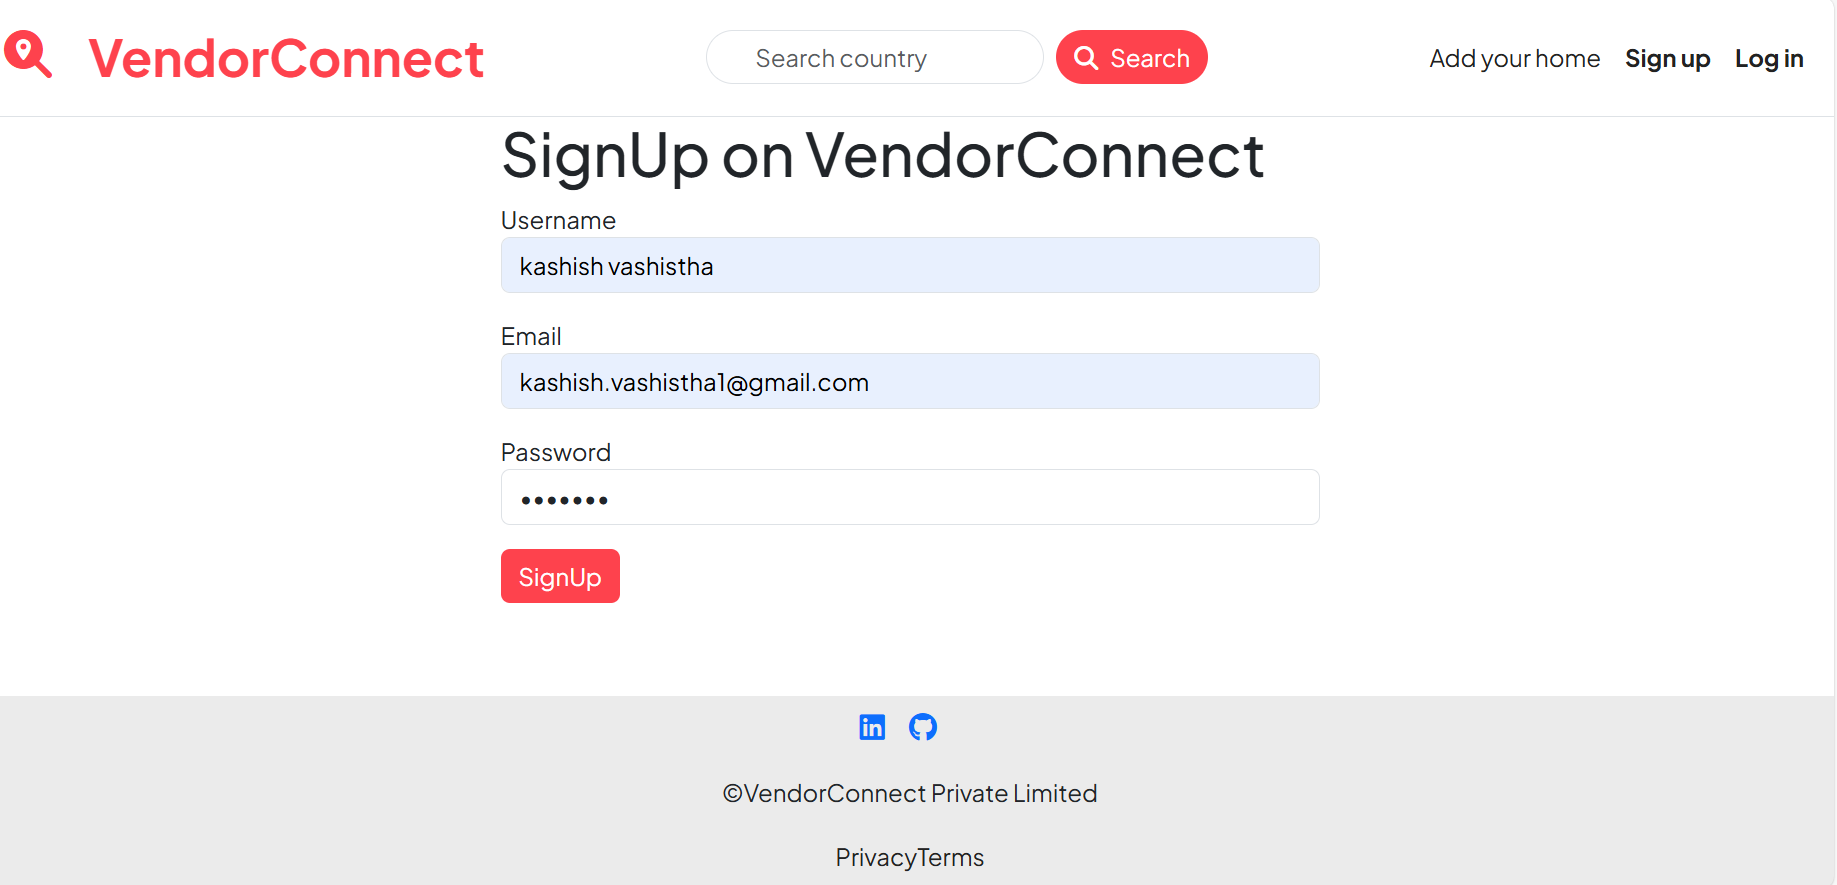 VendorConnect
Search country
Search
Add your home Sign up Log in
SignUp on VendorConnect
Username
kashish vashistha
Email
kashish.vashistha1@gmail.com
Password
•••••••
SignUp
in
©VendorConnect Private Limited
PrivacyTerms